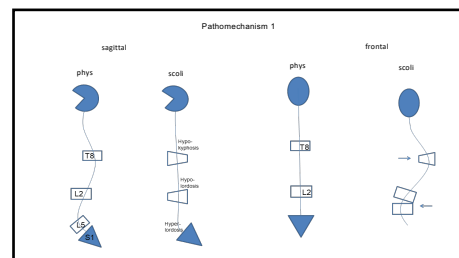 Pathomechanism 1
sagittal
frontal
phys
scoli
phys
scoli
Hypo-
kyphosis
T8
T8
Hypo-
lordosis
L2
L2
L5
S1
Hyper-
lordosis